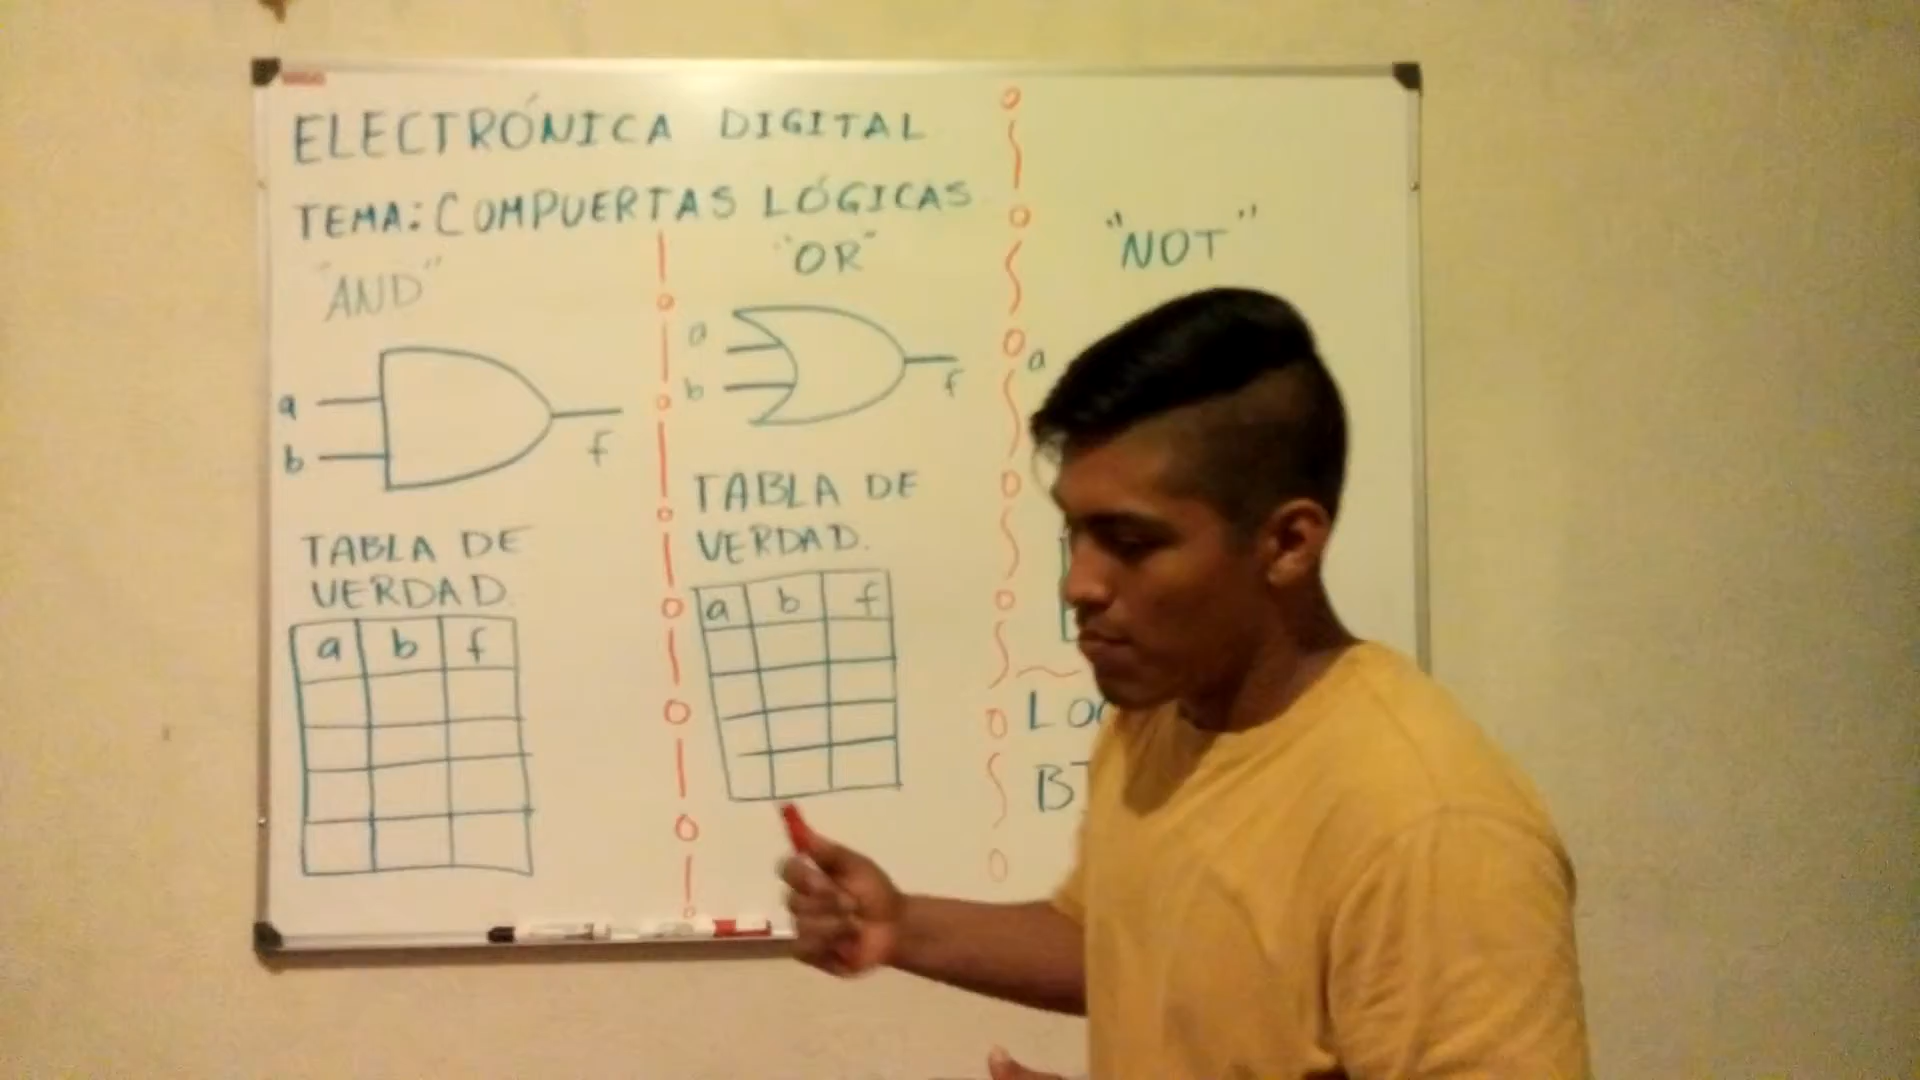 ELECTRÓNICA DIGITAL
TEMA: COMPUERTAS LÓGICAS
"AND"
a
b
f
TABLA DE
VERDAD
a b f
"OR"
a
b
f
TABLA DE
VERDAD.
a b f
"NOT"
a